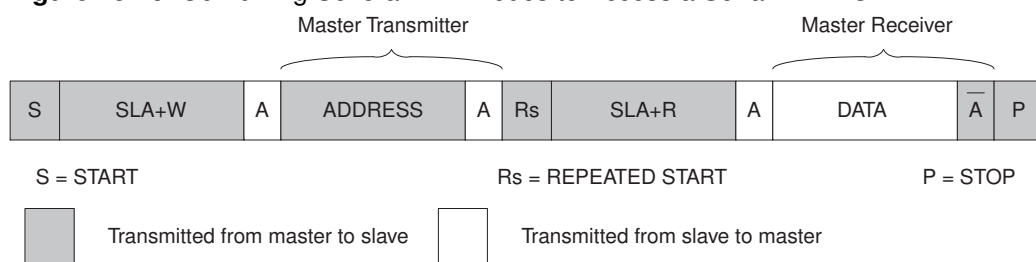 Master Transmitter Master Receiver
S SLA+W A ADDRESS A Rs SLA+R A DATA A P
S = START Rs = REPEATED START P = STOP
Transmitted from master to slave Transmitted from slave to master